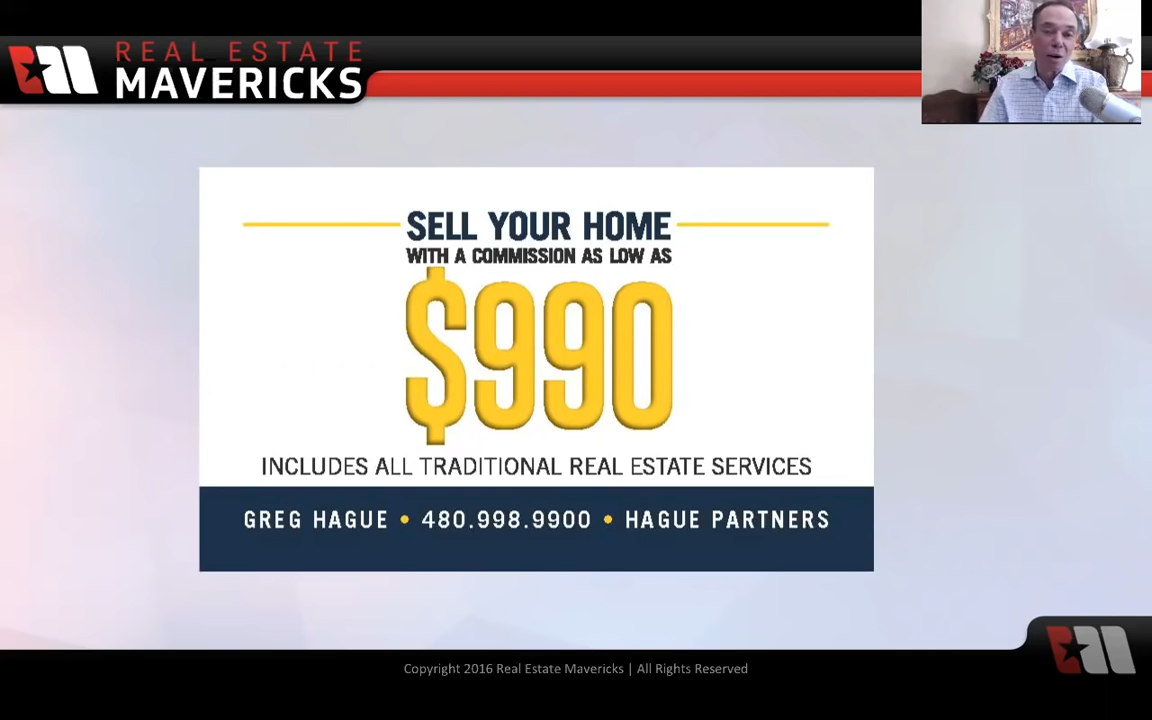 REAL ESTATE
MAVERICKS
SELL YOUR HOME
WITH A COMMISSION AS LOW AS
$990
INCLUDES ALL TRADITIONAL REAL ESTATE SERVICES
GREG HAGUE • 480.998.9900 • HAGUE PARTNERS
Copyright 2016 Real Estate Mavericks | All Rights Reserved